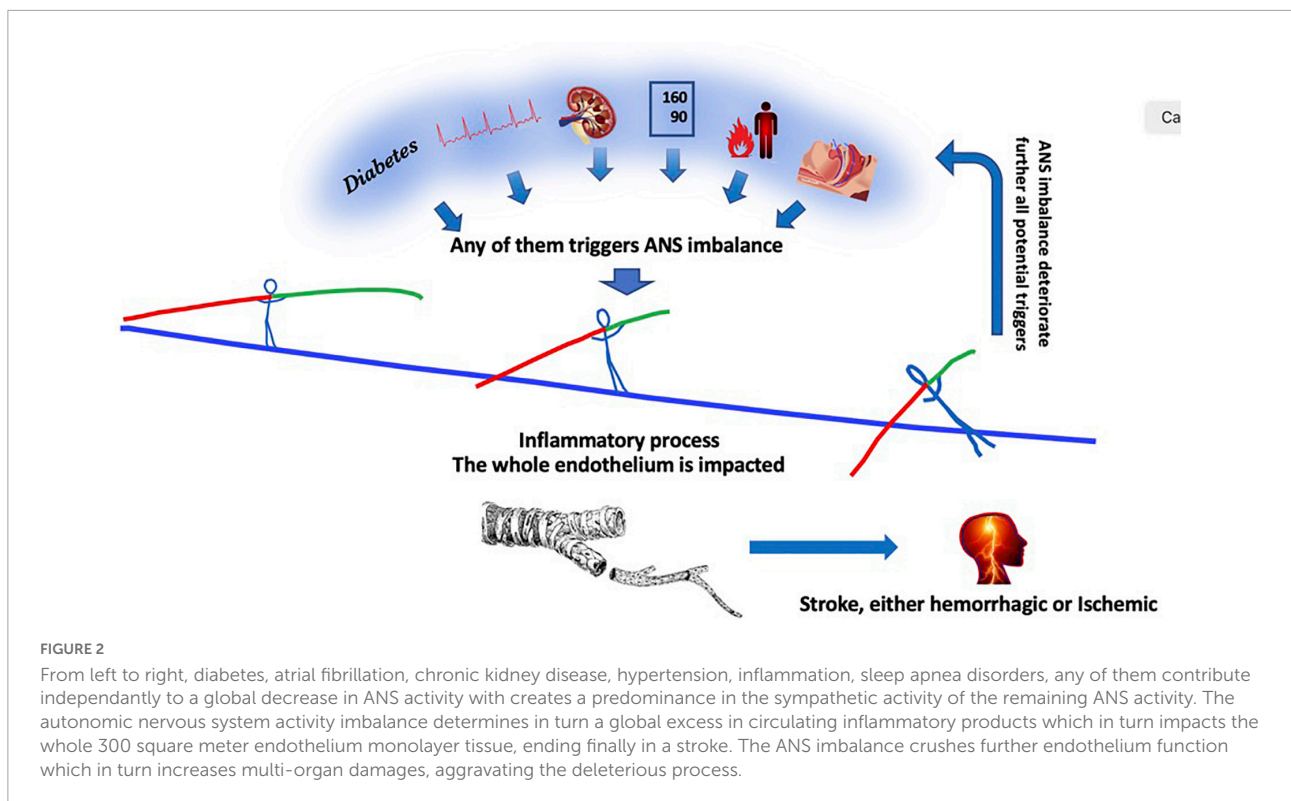 160
90
Ca
Diabetes
ANS imbalance deteriorate
further all potential triggers
Any of them triggers ANS imbalance
Inflammatory process
The whole endothelium is impacted
Stroke, either hemorrhagic or Ischemic
FIGURE 2
From left to right, diabetes, atrial fibrillation, chronic kidney disease, hypertension, inflammation, sleep apnea disorders, any of them contribute
independantly to a global decrease in ANS activity with creates a predominance in the sympathetic activity of the remaining ANS activity. The
autonomic nervous system activity imbalance determines in turn a global excess in circulating inflammatory products which in turn impacts the
whole 300 square meter endothelium monolayer tissue, ending finally in a stroke. The ANS imbalance crushes further endothelium function
which in turn increases multi-organ damages, aggravating the deleterious process.